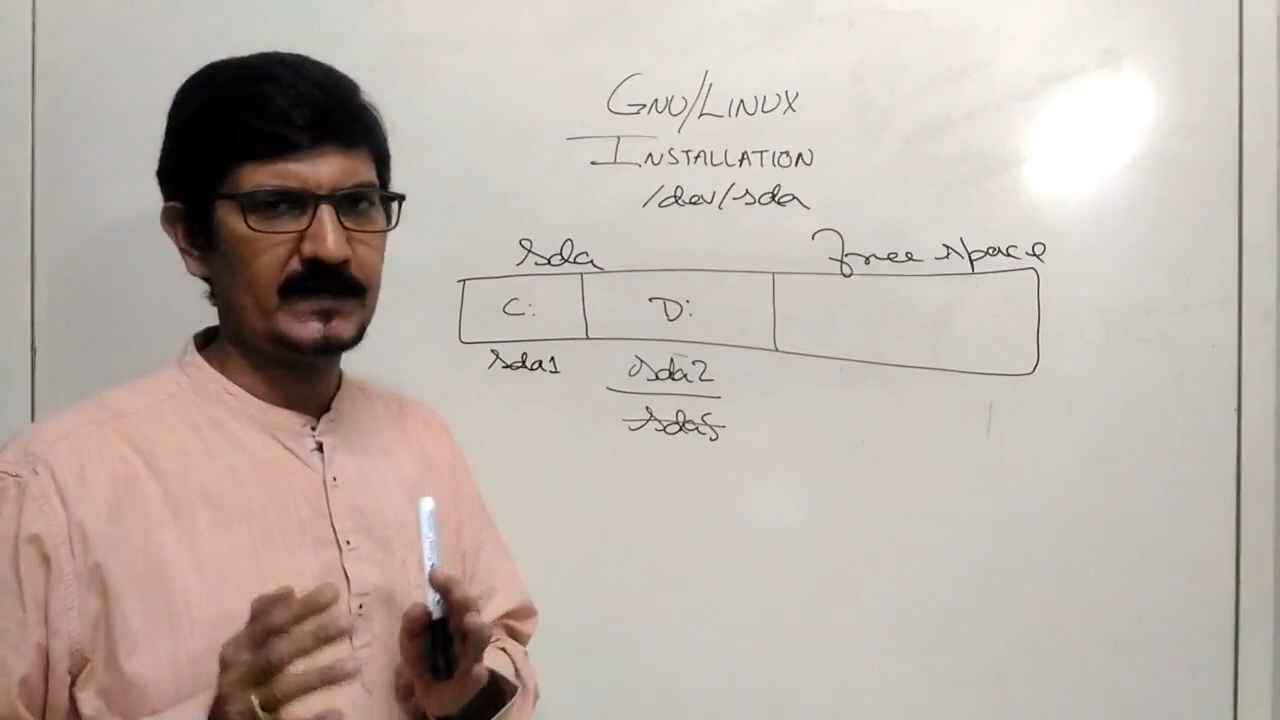 GNU/LINUX
INSTALLATION
/dev/sda
sda
free space
C:
D:
sda1
sda2
sda5